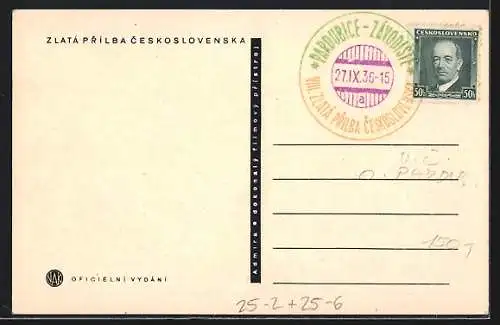 ZLATÁ PŘÍLBA ČESKOSLOVENSKA
* PARDUBICE - ZÁVODIŠTĚ *
27.IX.36-15
a
VIII. ZLATÁ PŘÍLBA ČESKOSLOVENSKA
ČESKOSLOVENSKO
50h 50h
Admira • dokonalý filmový přístroj
150,-
OFICIELNÍ VYDÁNÍ
25-2+25-6